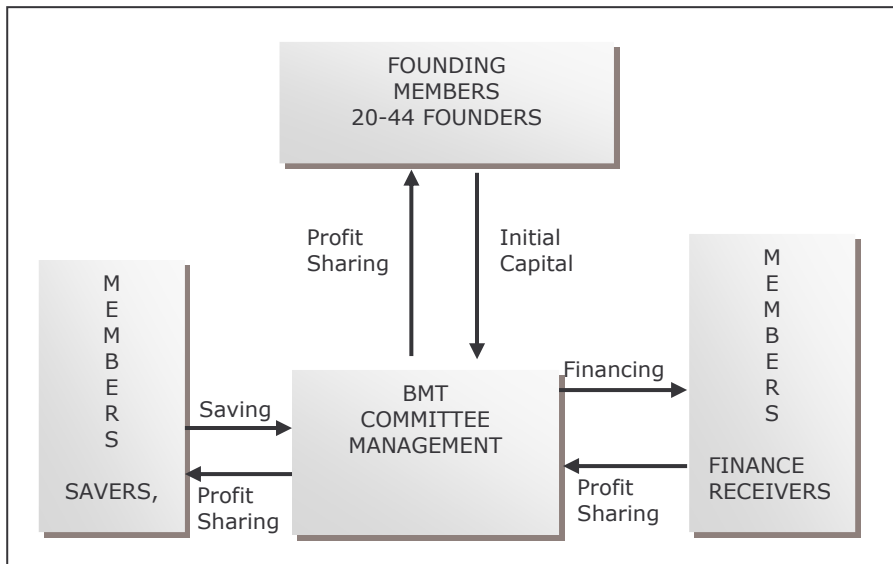 FOUNDING
MEMBERS
20-44 FOUNDERS
Profit
Sharing
Initial
Capital
M
E
M
B
E
R
S
SAVERS,
Saving
Profit
Sharing
BMT
COMMITTEE
MANAGEMENT
Financing
Profit
Sharing
M
E
M
B
E
R
S
FINANCE
RECEIVERS